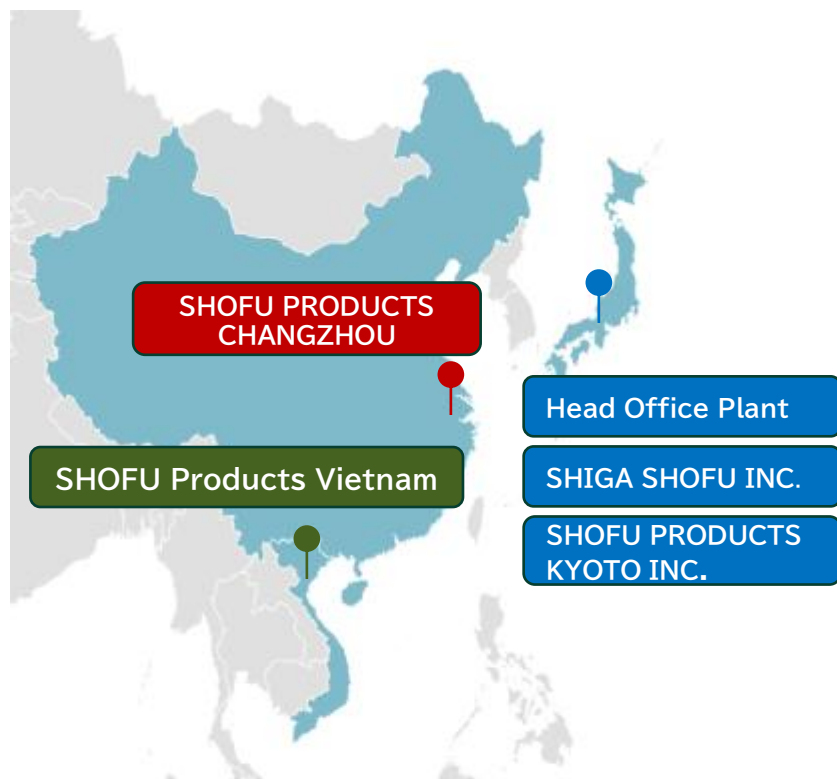 SHOFU PRODUCTS
CHANGZHOU
Head Office Plant
SHOFU Products Vietnam
SHIGA SHOFU INC.
SHOFU PRODUCTS
KYOTO INC.